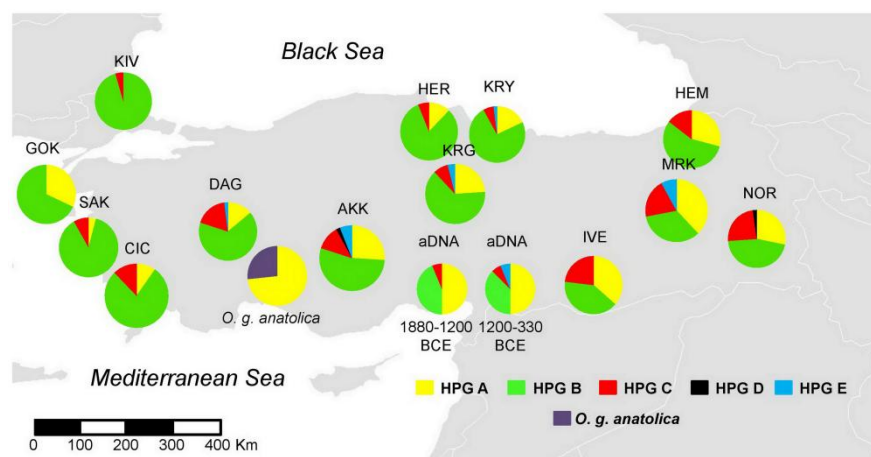 Black Sea
KIV
HER
KRY
HEM
GOK
KRG
MRK
SAK
DAG
AKK
NOR
CIC
aDNA
aDNA
IVE
O. g. anatolica
1880-1200
BCE
1200-330
BCE
Mediterranean Sea
HPG A
HPG B
HPG C
HPG D
HPG E
O. g. anatolica
0 100 200 300 400 Km